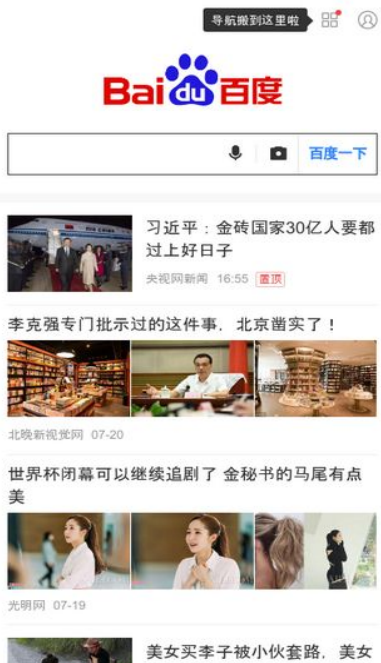 导航搬到这里啦
Bai du 百度
百度一下
习近平：金砖国家30亿人要都
过上好日子
央视网新闻 16:55 置顶
李克强专门批示过的这件事，北京凿实了！
北晚新视觉网 07-20
世界杯闭幕可以继续追剧了 金秘书的马尾有点
美
光明网 07-19
美女买李子被小伙套路，美女